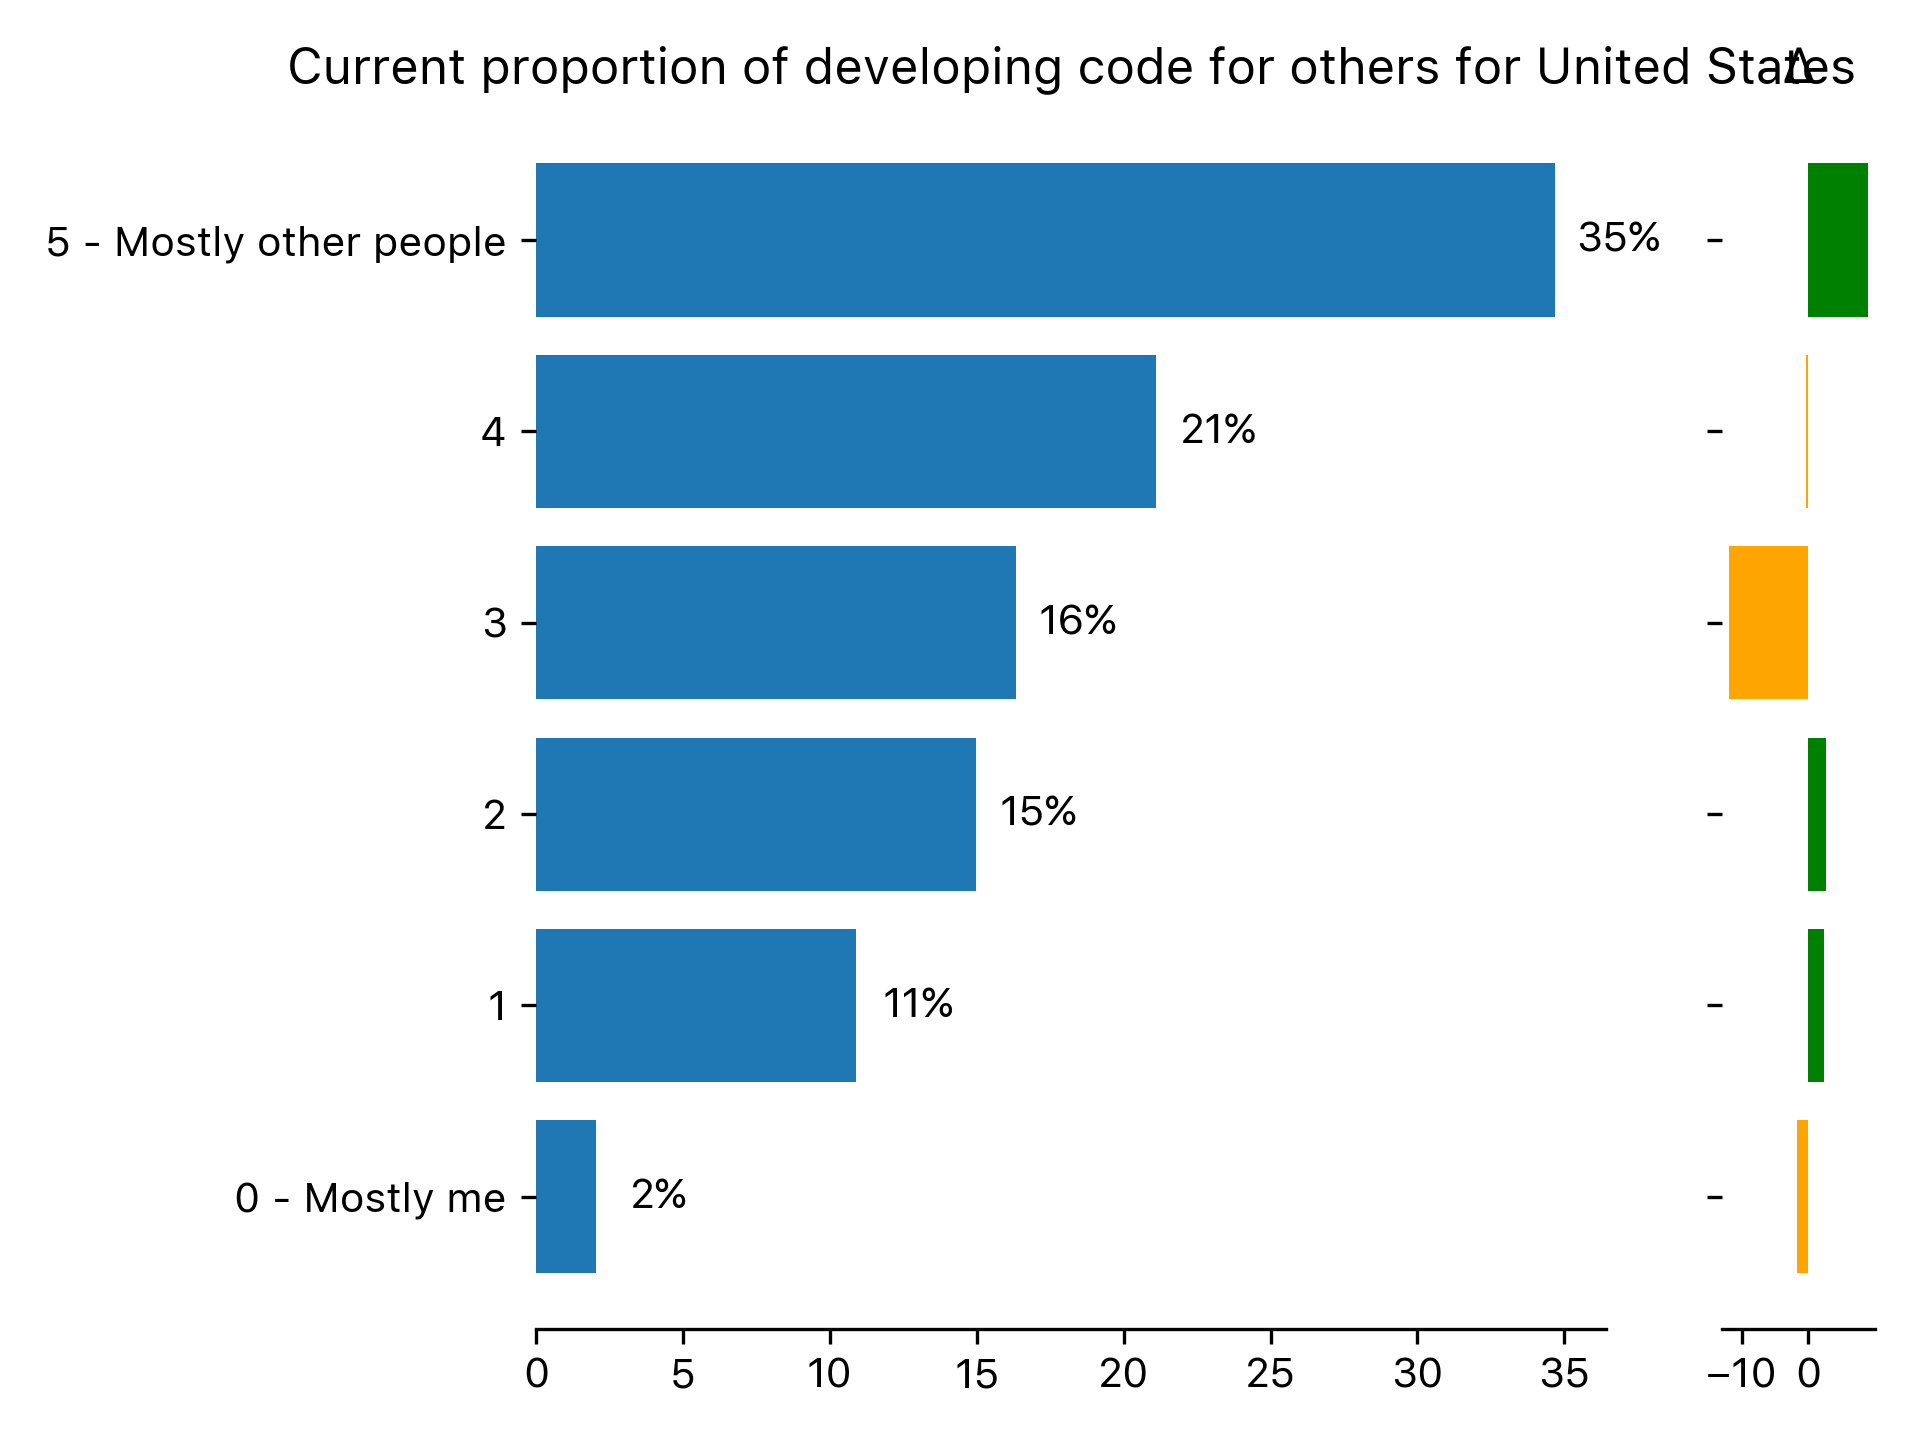 Current proportion of developing code for others for United States
Δ
5 - Mostly other people
35%
4
21%
3
16%
2
15%
1
11%
0 - Mostly me
2%
0 5 10 15 20 25 30 35
−10 0